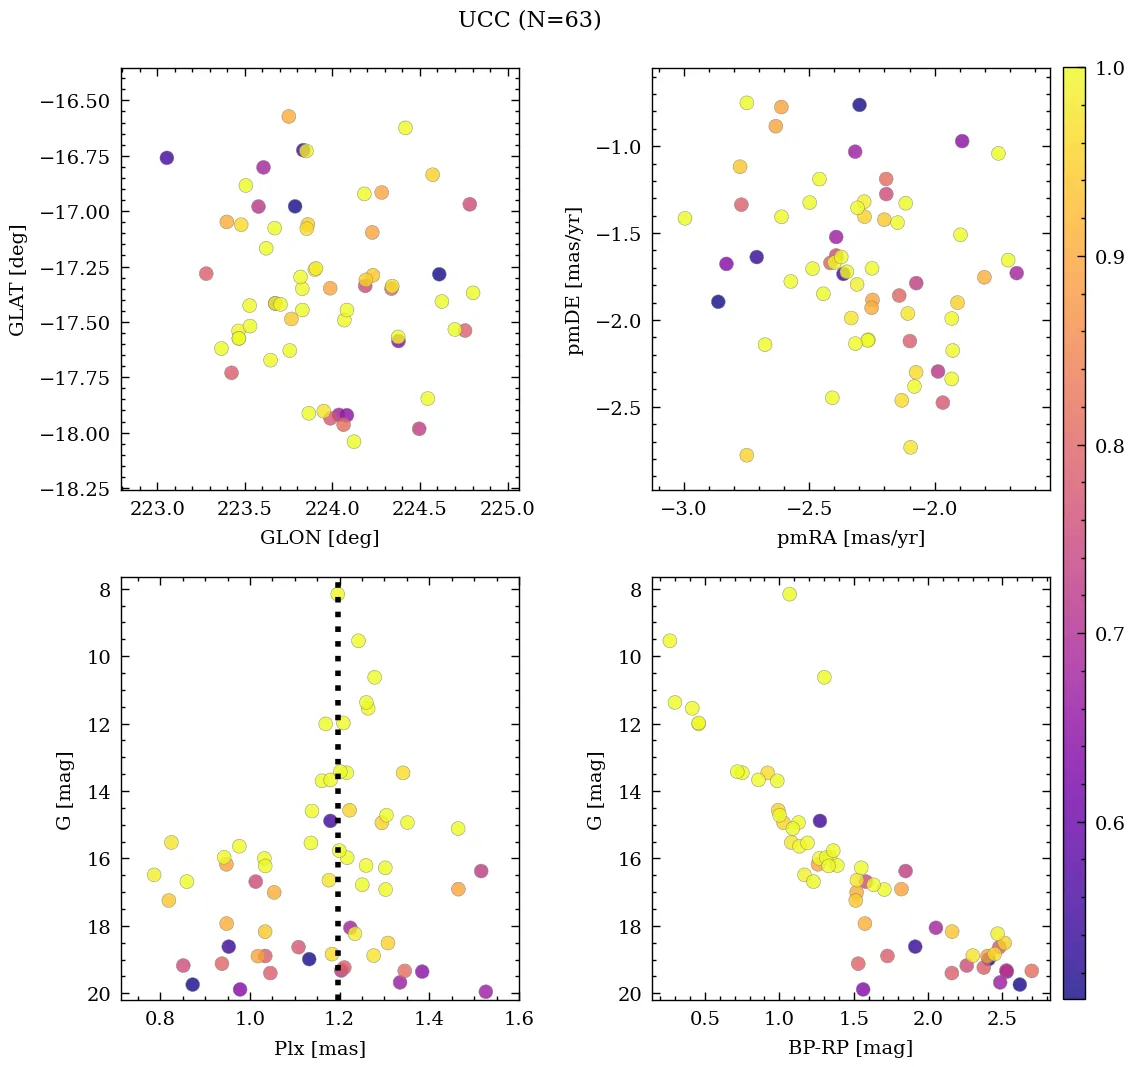 UCC (N=63)
−16.50
−16.75
−17.00
−17.25
−17.50
−17.75
−18.00
−18.25
GLAT [deg]
223.0 223.5 224.0 224.5 225.0
GLON [deg]
−1.0
−1.5
−2.0
−2.5
pmDE [mas/yr]
−3.0 −2.5 −2.0
pmRA [mas/yr]
1.0
0.9
0.8
0.7
0.6
8
10
12
14
16
18
20
G [mag]
0.8 1.0 1.2 1.4 1.6
Plx [mas]
8
10
12
14
16
18
20
G [mag]
0.5 1.0 1.5 2.0 2.5
BP-RP [mag]